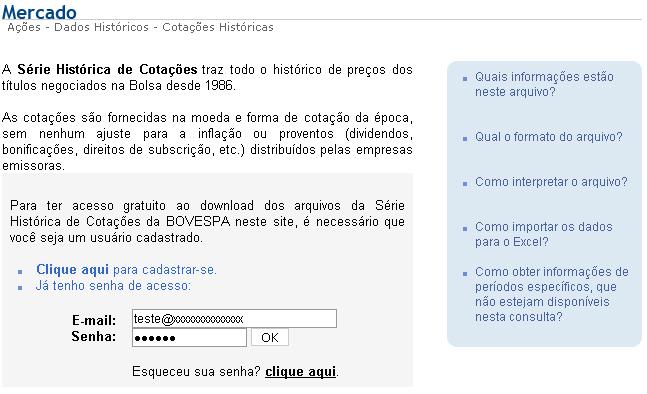 Mercado
Ações - Dados Históricos - Cotações Históricas
A Série Histórica de Cotações traz todo o histórico de preços dos
títulos negociados na Bolsa desde 1986.
As cotações são fornecidas na moeda e forma de cotação da época,
sem nenhum ajuste para a inflação ou proventos (dividendos,
bonificações, direitos de subscrição, etc.) distribuídos pelas empresas
emissoras.
Para ter acesso gratuito ao download dos arquivos da Série
Histórica de Cotações da BOVESPA neste site, é necessário que
você seja um usuário cadastrado.
Clique aqui para cadastrar-se.
Já tenho senha de acesso:
E-mail: teste@xxxxxxxxxxxxxx
Senha: •••••• OK
Esqueceu sua senha? clique aqui.
Quais informações estão
neste arquivo?
Qual o formato do arquivo?
Como interpretar o arquivo?
Como importar os dados
para o Excel?
Como obter informações de
períodos específicos, que
não estejam disponíveis
nesta consulta?